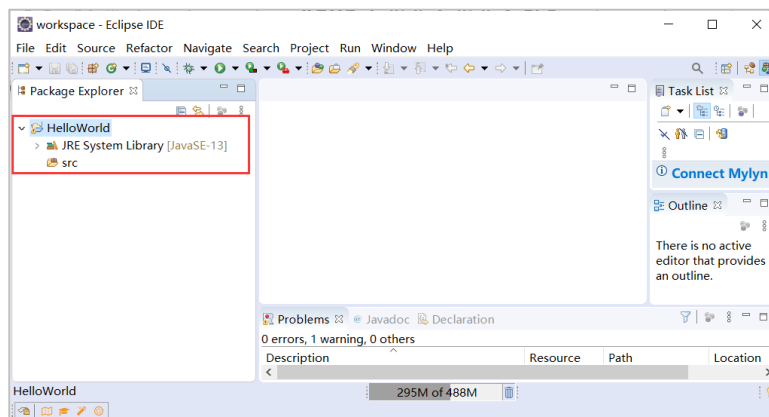 workspace - Eclipse IDE
File Edit Source Refactor Navigate Search Project Run Window Help
Package Explorer
HelloWorld
JRE System Library [JavaSE-13]
src
Task List
Connect Mylyn
Outline
There is no active
editor that provides
an outline.
Problems @ Javadoc Declaration
0 errors, 1 warning, 0 others
Description Resource Path Location
HelloWorld
295M of 488M